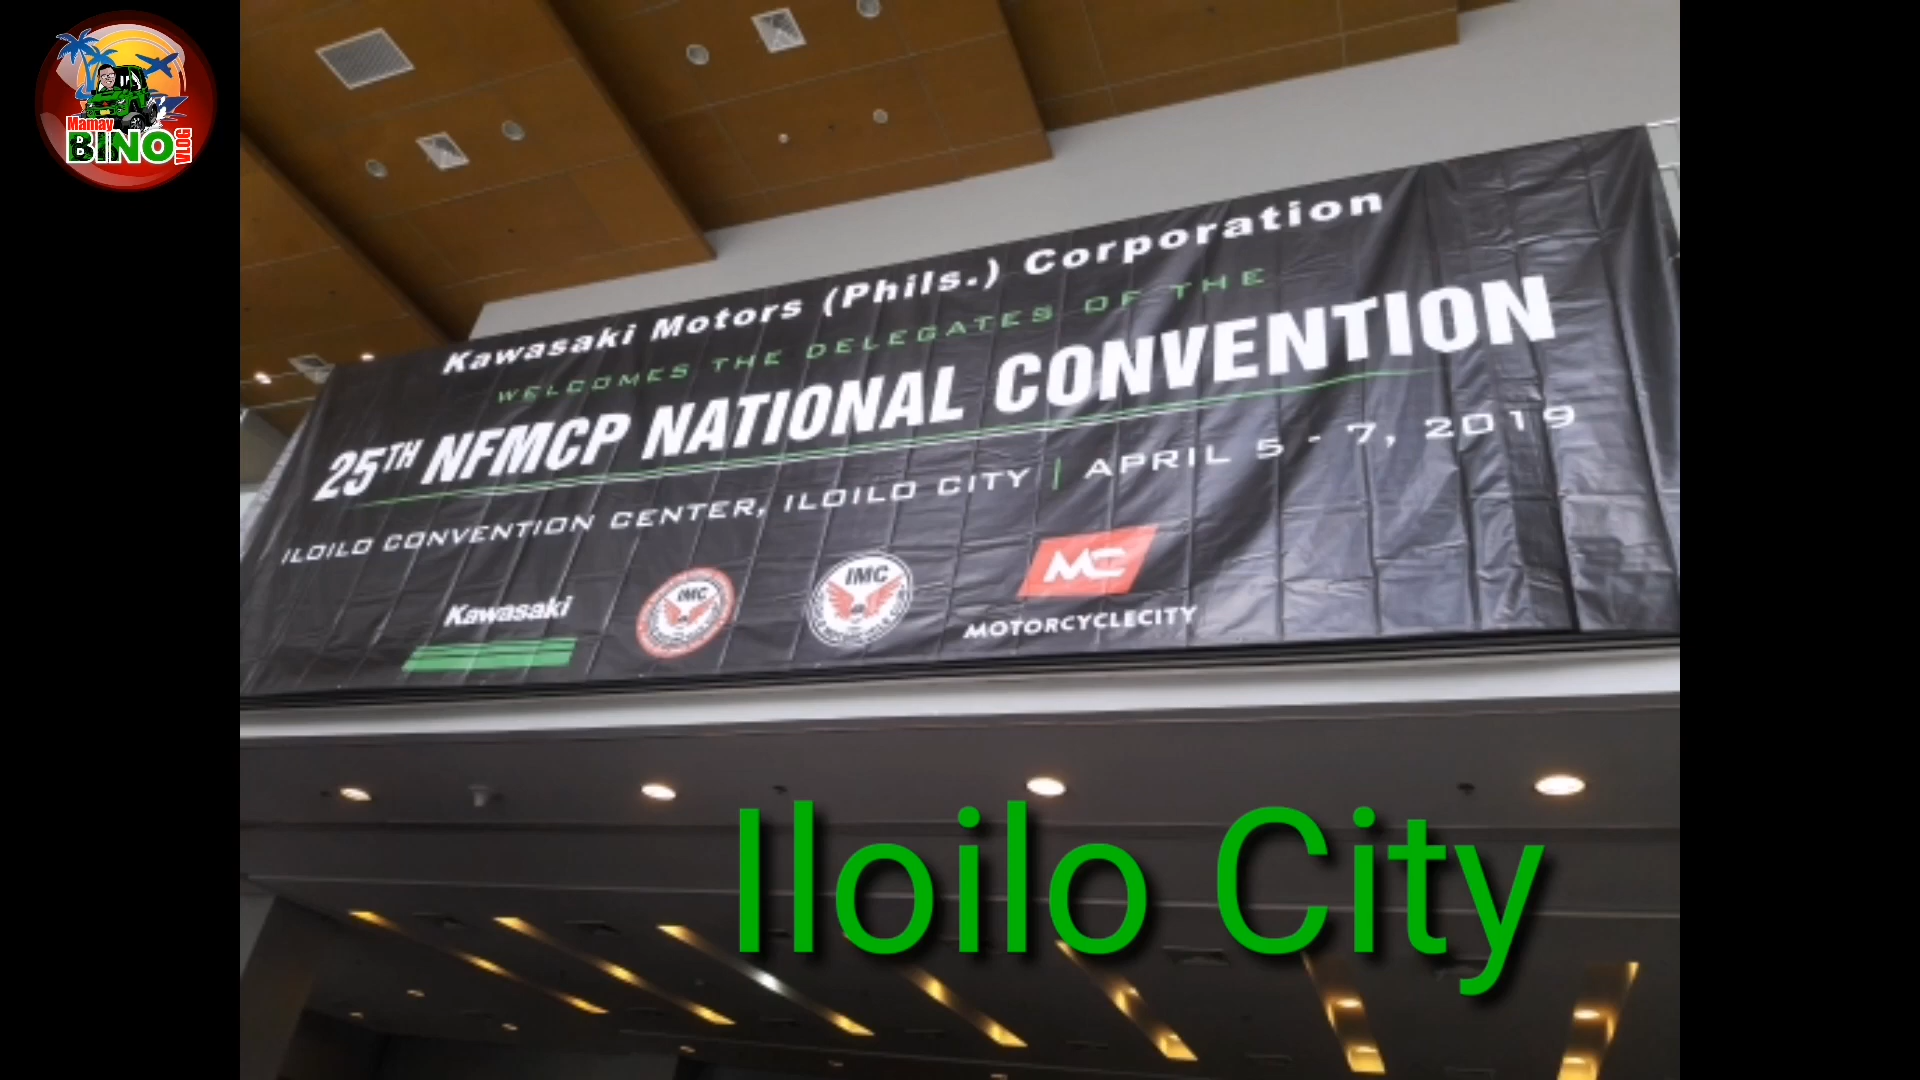 Mamay
BINO
VLOG
Kawasaki Motors (Phils.) Corporation
WELCOMES THE DELEGATES OF THE
25TH NFMCP NATIONAL CONVENTION
ILOILO CONVENTION CENTER, ILOILO CITY | APRIL 5 - 7, 2019
Kawasaki
IMC
IMC
MC
MOTORCYCLECITY
Iloilo City